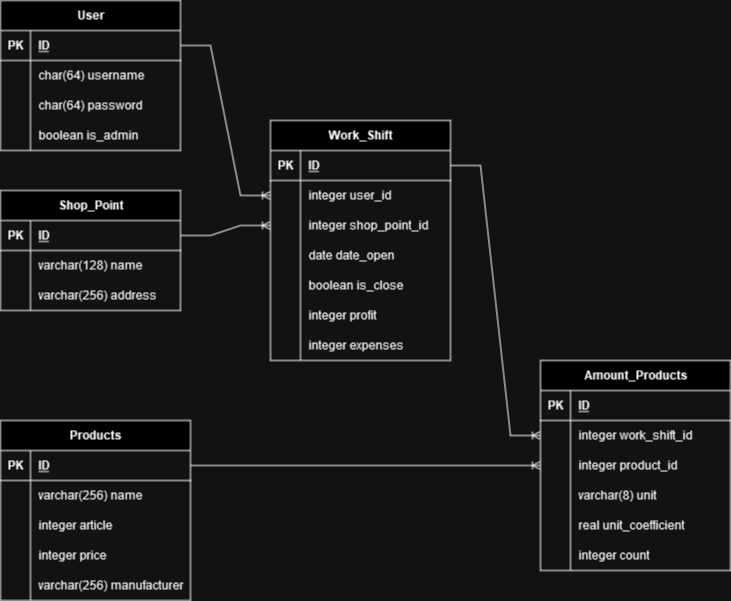 User
PK ID
char(64) username
char(64) password
boolean is_admin
Shop_Point
PK ID
varchar(128) name
varchar(256) address
Work_Shift
PK ID
integer user_id
integer shop_point_id
date date_open
boolean is_close
integer profit
integer expenses
Products
PK ID
varchar(256) name
integer article
integer price
varchar(256) manufacturer
Amount_Products
PK ID
integer work_shift_id
integer product_id
varchar(8) unit
real unit_coefficient
integer count